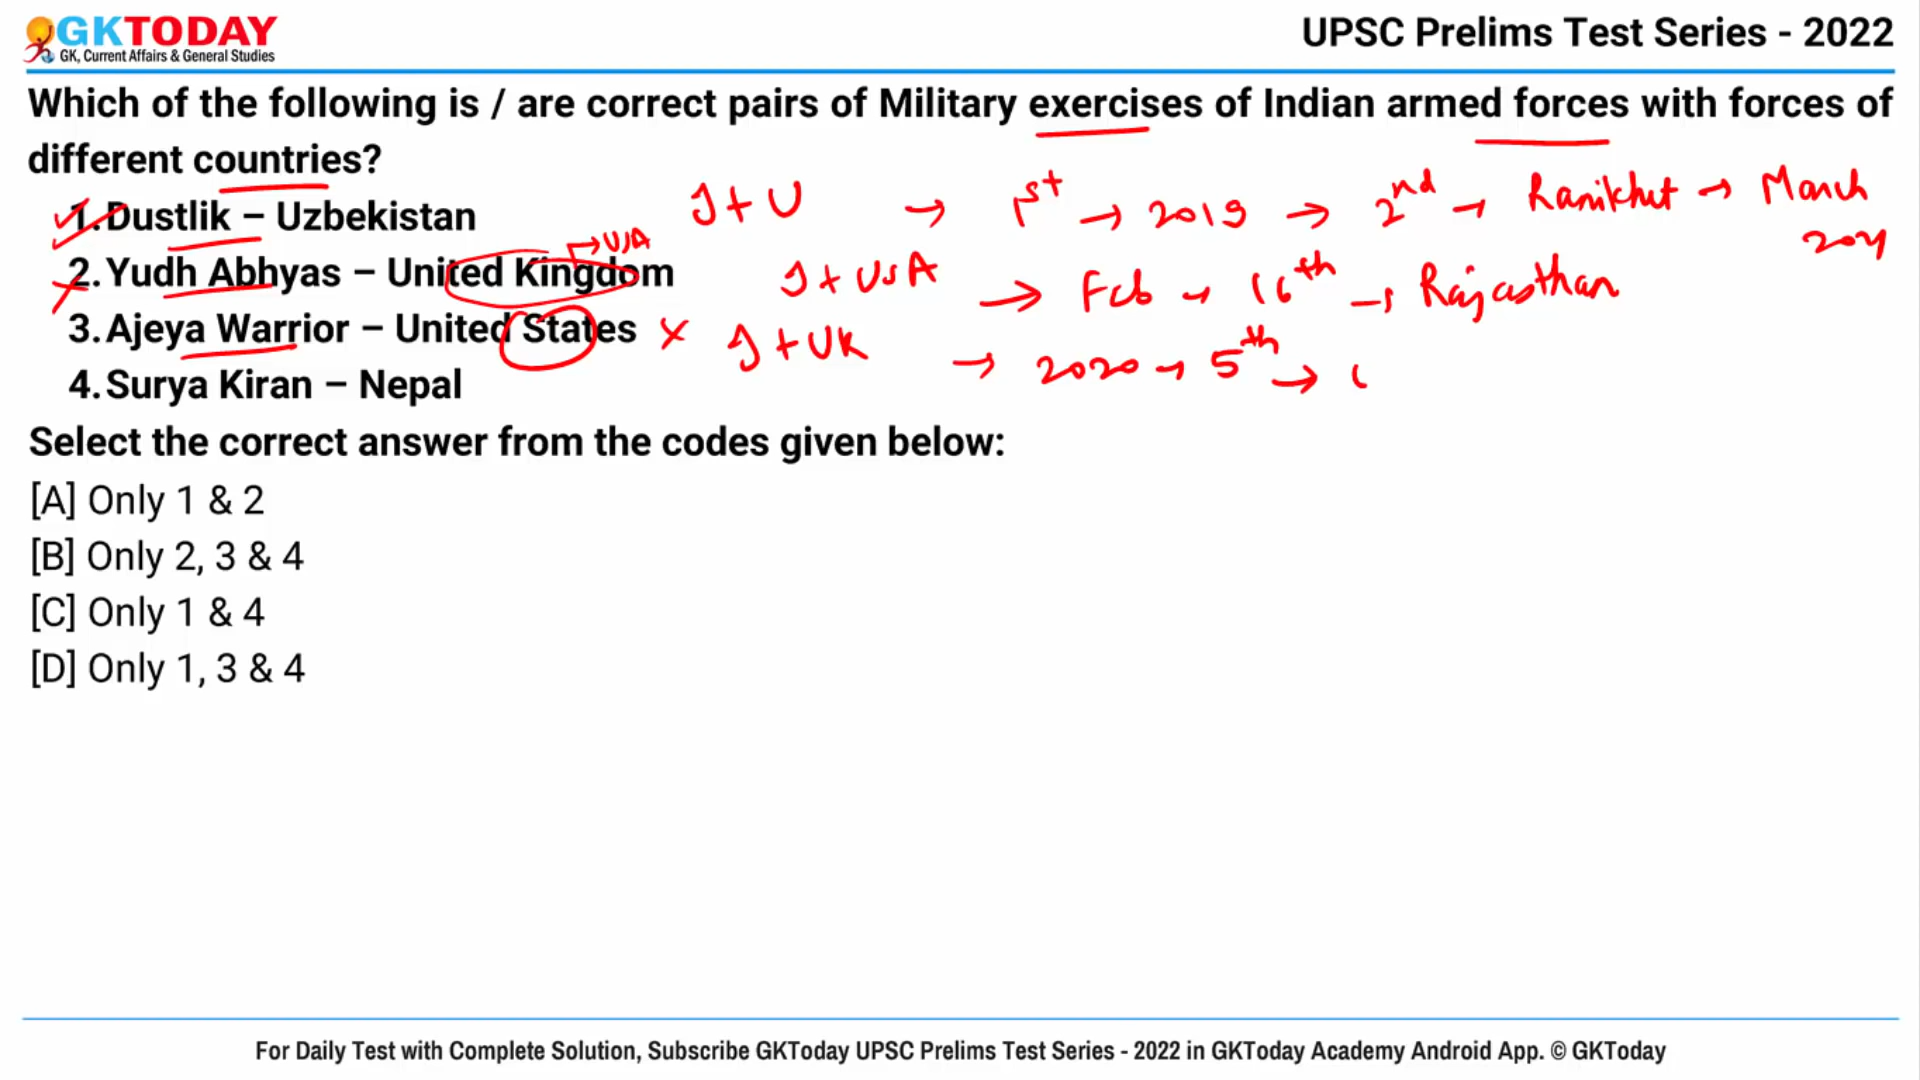 GKTODAY
GK, Current Affairs & General Studies
UPSC Prelims Test Series - 2022
Which of the following is / are correct pairs of Military exercises of Indian armed forces with forces of
different countries?
1. Dustlik – Uzbekistan I + U → 1st → 2019 → 2nd → Ranikhet → March
2021
→ USA
2. Yudh Abhyas – United Kingdom I + USA → Feb → 16th → Rajasthan
3. Ajeya Warrior – United States x I + UK → 2020 → 5th →
4. Surya Kiran – Nepal
Select the correct answer from the codes given below:
[A] Only 1 & 2
[B] Only 2, 3 & 4
[C] Only 1 & 4
[D] Only 1, 3 & 4
For Daily Test with Complete Solution, Subscribe GKToday UPSC Prelims Test Series - 2022 in GKToday Academy Android App. © GKToday